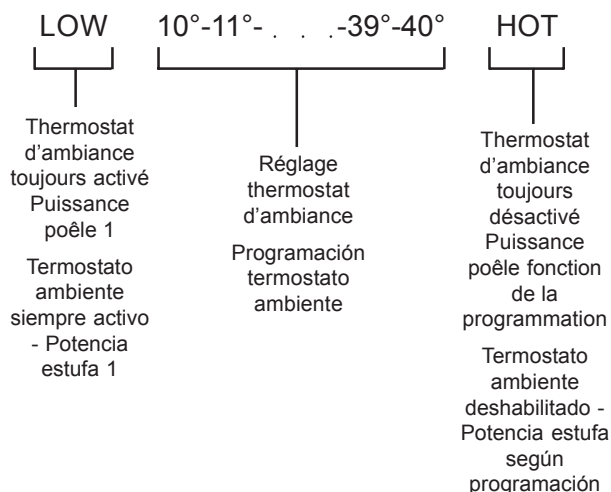 LOW 10°-11°- . . .-39°-40° HOT
Thermostat
d'ambiance
toujours activé
Puissance
poêle 1
Termostato
ambiente
siempre activo
- Potencia
estufa 1
Réglage
thermostat
d'ambiance
Programación
termostato
ambiente
Thermostat
d'ambiance
toujours
désactivé
Puissance
poêle fonction
de la
programmation
Termostato
ambiente
deshabilitado -
Potencia estufa
según
programación